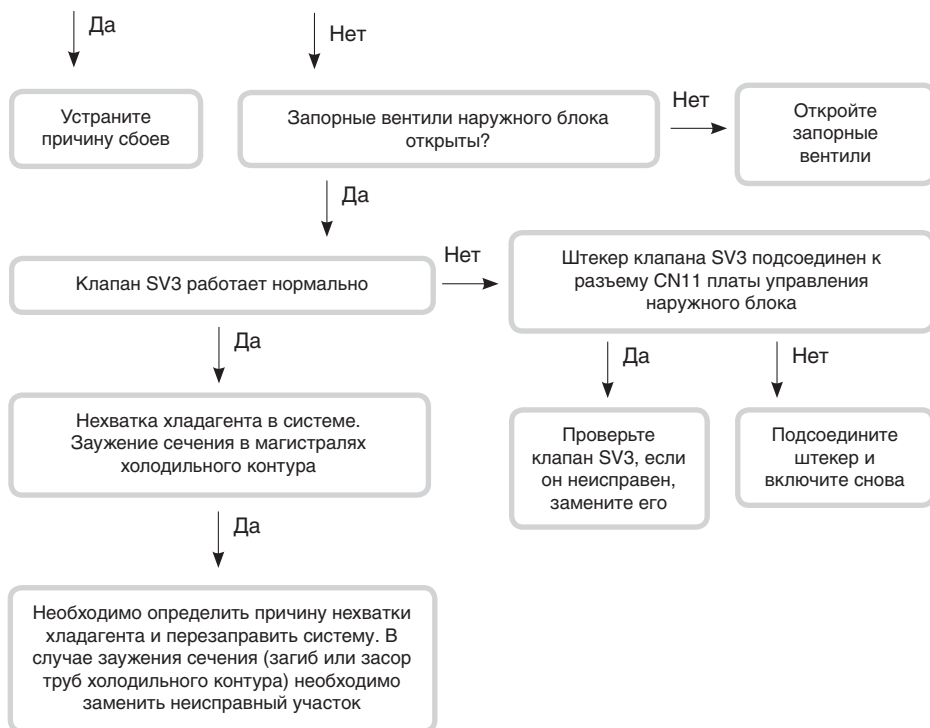 Да
Нет
Устраните
причину сбоев
Запорные вентили наружного блока
открыты?
Нет
Откройте
запорные
вентили
Да
Клапан SV3 работает нормально
Нет
Штекер клапана SV3 подсоединен к
разъему CN11 платы управления
наружного блока
Да
Да
Нет
Нехватка хладагента в системе.
Заужение сечения в магистралях
холодильного контура
Проверьте
клапан SV3, если
он неисправен,
замените его
Подсоедините
штекер и
включите снова
Да
Необходимо определить причину нехватки
хладагента и перезаправить систему. В
случае заужения сечения (загиб или засор
труб холодильного контура) необходимо
заменить неисправный участок